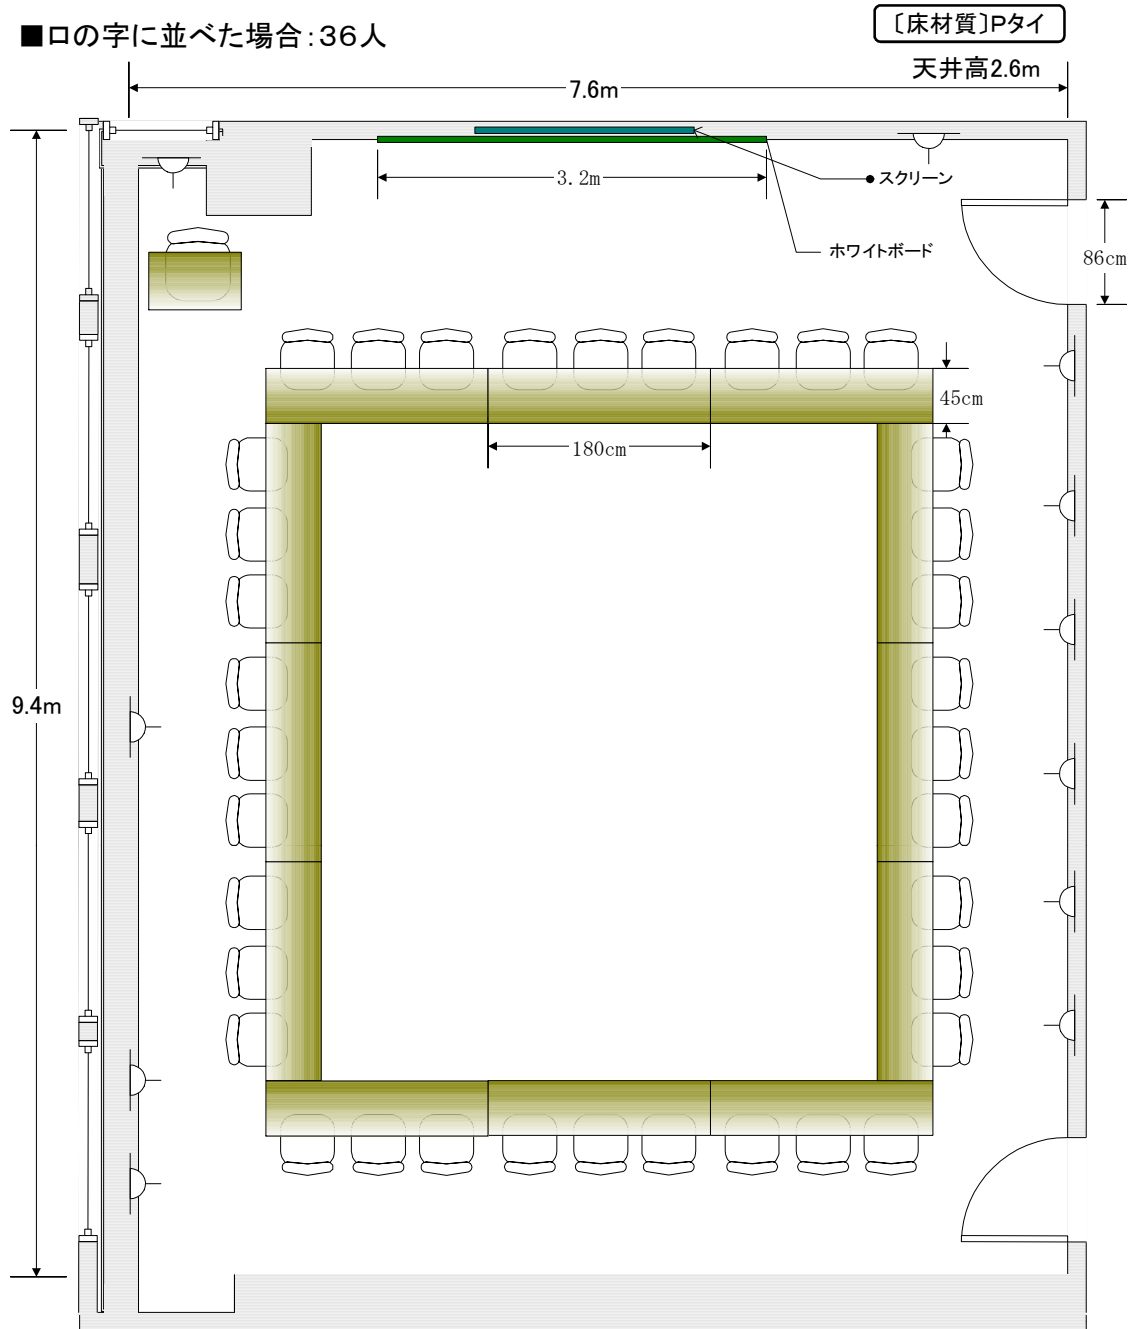 ■ロの字に並べた場合:36人
〔床材質〕Pタイ
天井高2.6m
7.6m
3.2m
スクリーン
ホワイトボード
86cm
45cm
180cm
9.4m